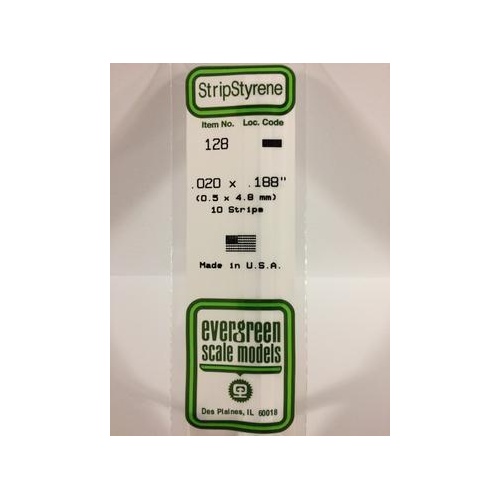 StripStyrene
Item No. Loc. Code
128
.020 x .188"
(0.5 x 4.8 mm)
10 Strips
Made in U.S.A.
evergreen
scale models
Des Plaines, IL 60018